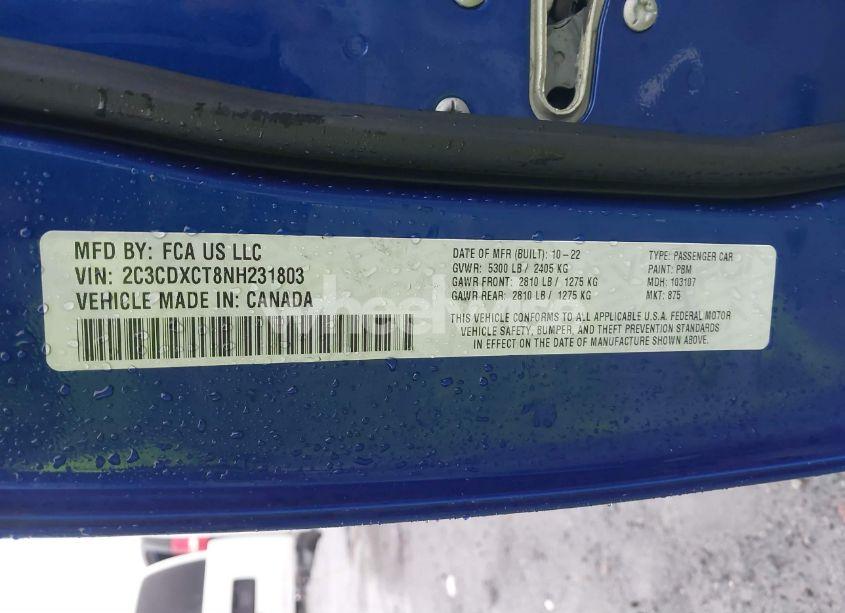 MFD BY: FCA US LLC
VIN: 2C3CDXCT8NH231803
VEHICLE MADE IN: CANADA
DATE OF MFR (BUILT): 10-22
GVWR: 5300 LB / 2405 KG
GAWR FRONT: 2810 LB / 1275 KG
GAWR REAR: 2810 LB / 1275 KG
TYPE: PASSENGER CAR
PAINT: PBM
MDH: 103107
MKT: 875
THIS VEHICLE CONFORMS TO ALL APPLICABLE U.S.A. FEDERAL MOTOR
VEHICLE SAFETY, BUMPER, AND THEFT PREVENTION STANDARDS
IN EFFECT ON THE DATE OF MANUFACTURE SHOWN ABOVE.